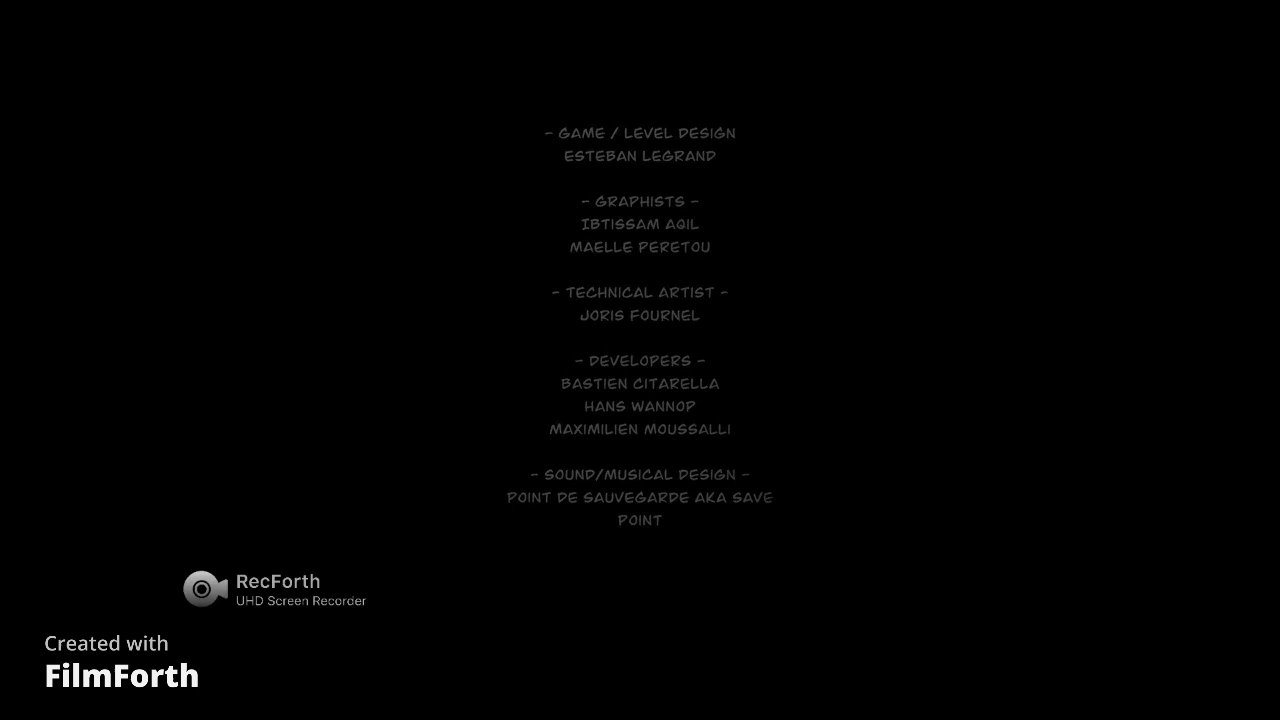 - GAME / LEVEL DESIGN
ESTEBAN LEGRAND
- GRAPHISTS -
IBTISSAM AQIL
MAELLE PERETOU
- TECHNICAL ARTIST -
JORIS FOURNEL
- DEVELOPERS -
BASTIEN CITARELLA
HANS WANNOP
MAXIMILIEN MOUSSALLI
- SOUND/MUSICAL DESIGN -
POINT DE SAUVEGARDE AKA SAVE
POINT
RecForth
UHD Screen Recorder
Created with
FilmForth